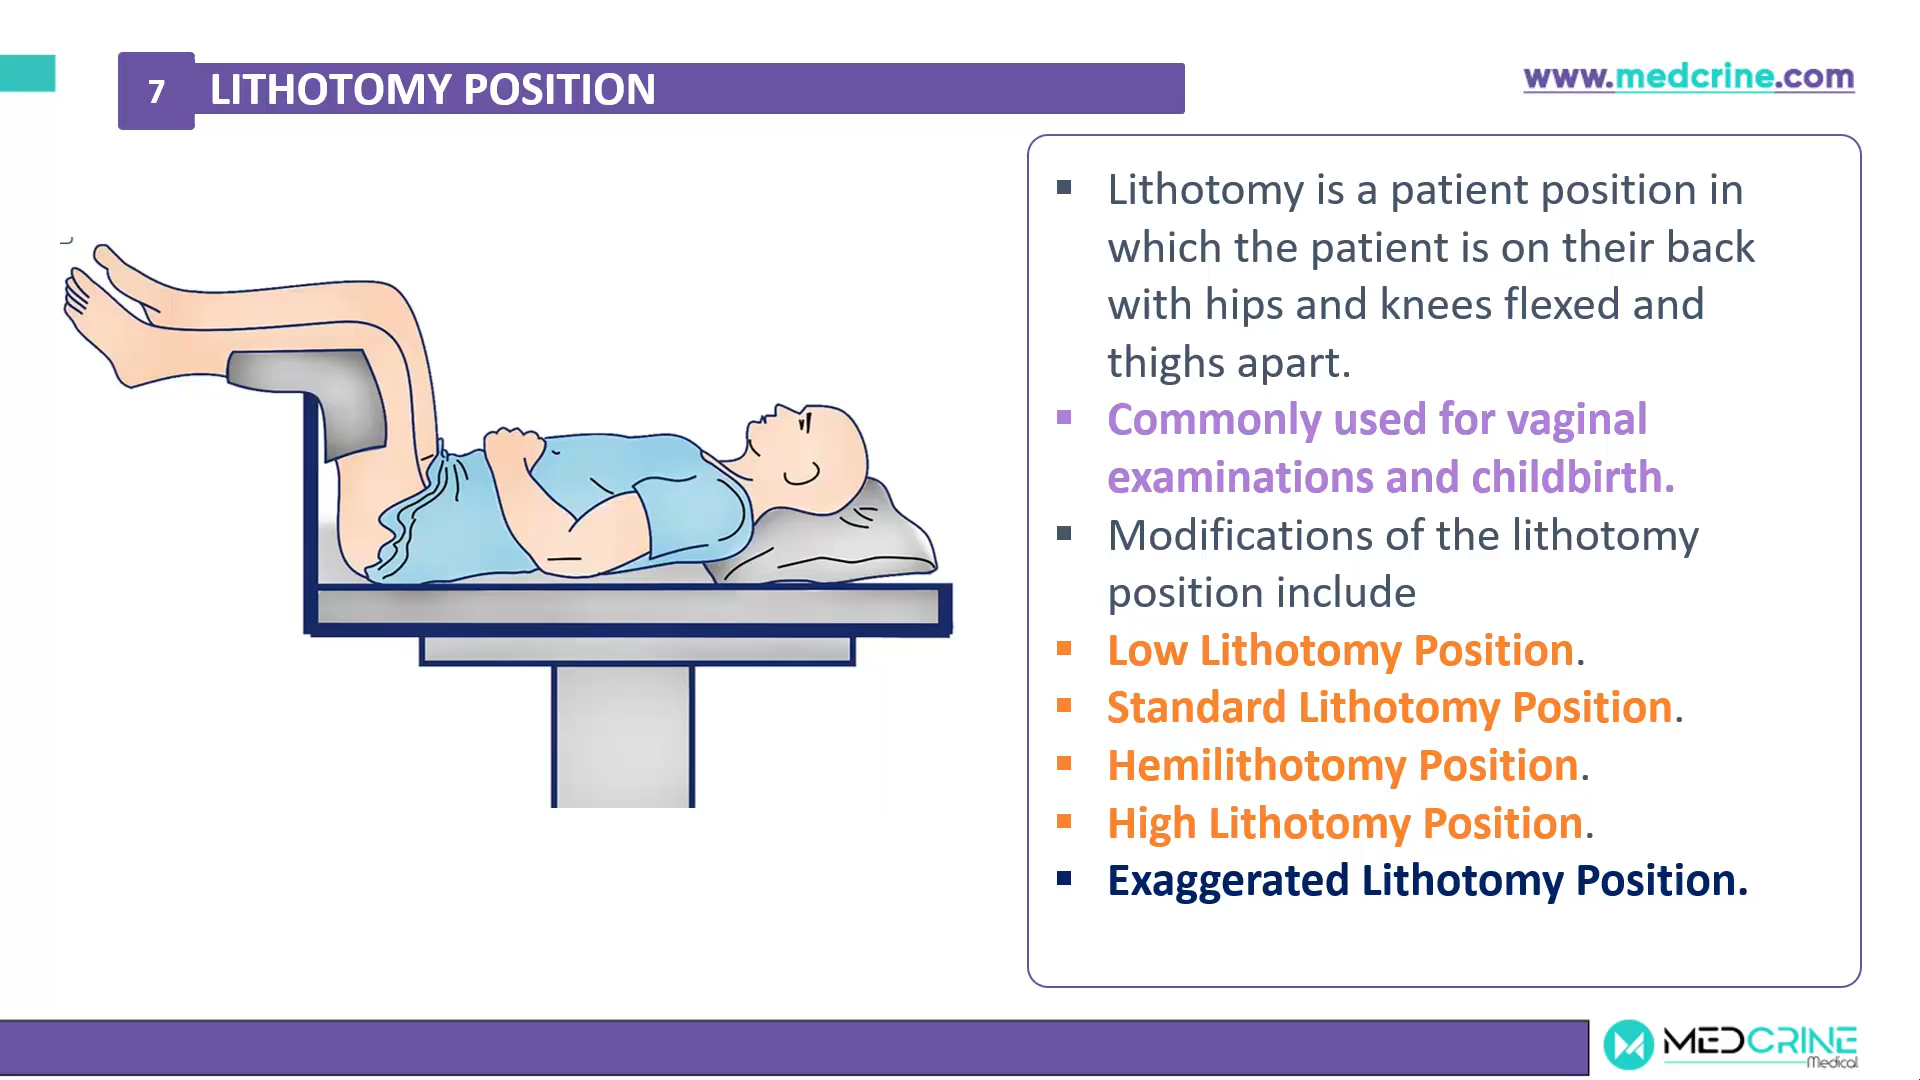 7 LITHOTOMY POSITION
www.medcrine.com
▪ Lithotomy is a patient position in
which the patient is on their back
with hips and knees flexed and
thighs apart.
▪ Commonly used for vaginal
examinations and childbirth.
▪ Modifications of the lithotomy
position include
▪ Low Lithotomy Position.
▪ Standard Lithotomy Position.
▪ Hemilithotomy Position.
▪ High Lithotomy Position.
▪ Exaggerated Lithotomy Position.
MEDCRINE
Medical